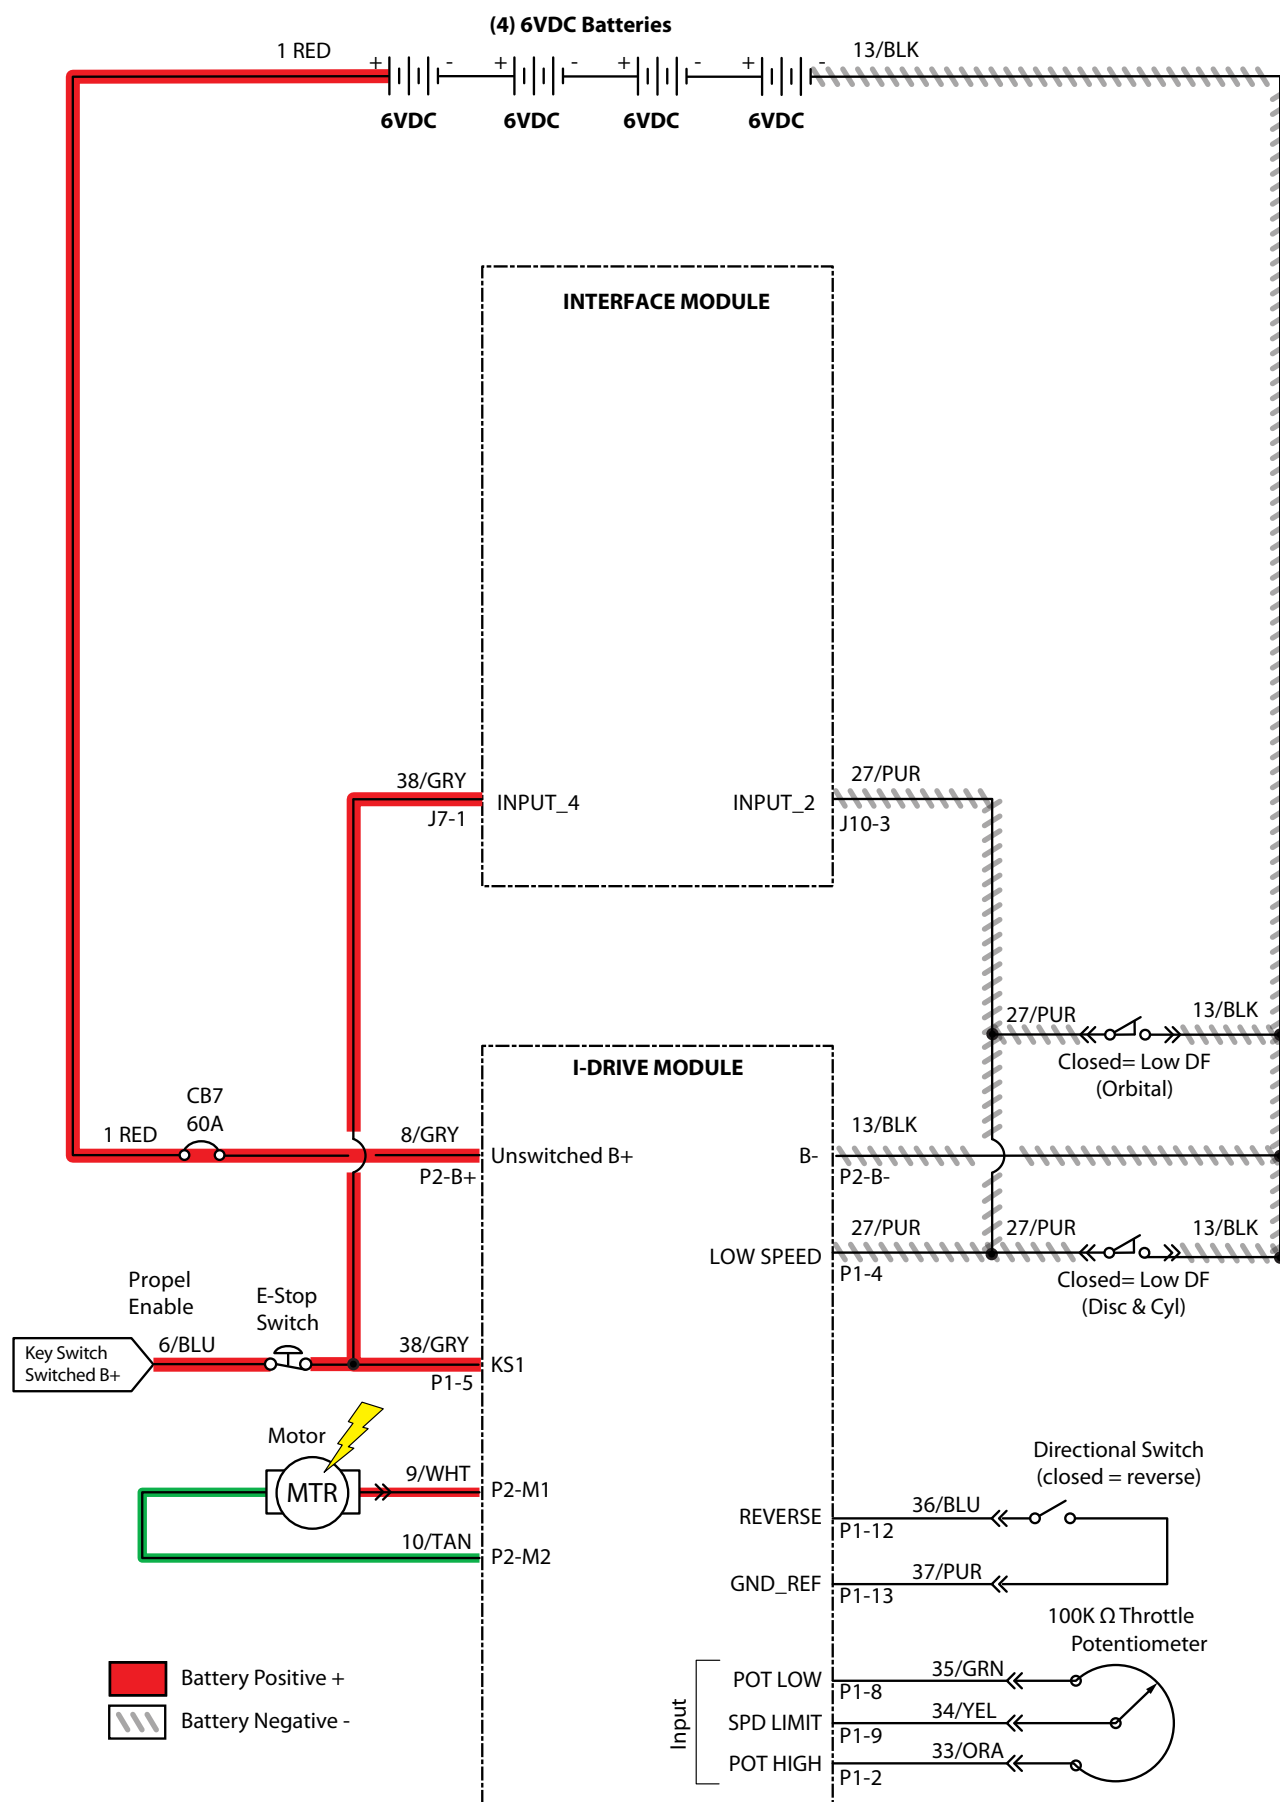 (4) 6VDC Batteries
1 RED
13/BLK
+ - + - + - + -
6VDC 6VDC 6VDC 6VDC
INTERFACE MODULE
38/GRY
J7-1
INPUT_4
INPUT_2
27/PUR
J10-3
27/PUR
13/BLK
Closed= Low DF
(Orbital)
I-DRIVE MODULE
CB7
60A
1 RED
8/GRY
P2-B+
Unswitched B+
B-
13/BLK
P2-B-
LOW SPEED
27/PUR
P1-4
27/PUR
13/BLK
Closed= Low DF
(Disc & Cyl)
Propel
Enable
E-Stop
Switch
Key Switch
Switched B+
6/BLU
38/GRY
P1-5
KS1
Motor
MTR
9/WHT
P2-M1
10/TAN
P2-M2
Directional Switch
(closed = reverse)
REVERSE
36/BLU
P1-12
GND_REF
37/PUR
P1-13
100K Ω Throttle
Potentiometer
Input
POT LOW
35/GRN
P1-8
SPD LIMIT
34/YEL
P1-9
POT HIGH
33/ORA
P1-2
Battery Positive +
Battery Negative -